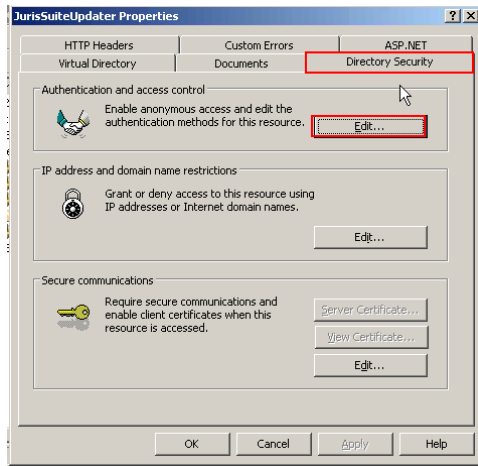 JurisSuiteUpdater Properties
HTTP Headers
Custom Errors
ASP.NET
Virtual Directory
Documents
Directory Security
Authentication and access control
Enable anonymous access and edit the
authentication methods for this resource.
Edit...
IP address and domain name restrictions
Grant or deny access to this resource using
IP addresses or Internet domain names.
Edit...
Secure communications
Require secure communications and
enable client certificates when this
resource is accessed.
Server Certificate...
View Certificate...
Edit...
OK
Cancel
Apply
Help